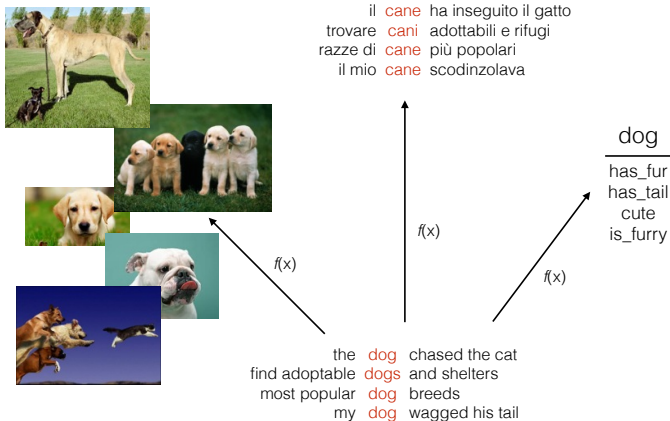 il cane ha inseguito il gatto
trovare cani adottabili e rifugi
razze di cane più popolari
il mio cane scodinzolava
dog
has_fur
has_tail
cute
is_furry
f(x)
f(x)
f(x)
the dog chased the cat
find adoptable dogs and shelters
most popular dog breeds
my dog wagged his tail